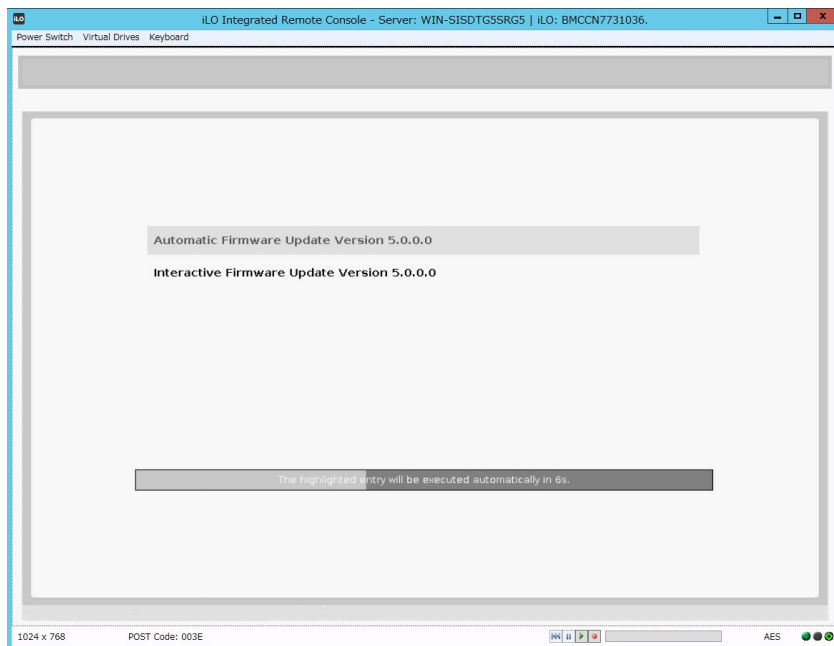 iLO
iLO Integrated Remote Console - Server: WIN-SISDTG5SRG5 | iLO: BMCCN7731036.
Power Switch Virtual Drives Keyboard
Automatic Firmware Update Version 5.0.0.0
Interactive Firmware Update Version 5.0.0.0
The highlighted entry will be executed automatically in 6s.
1024 x 768 POST Code: 003E AES